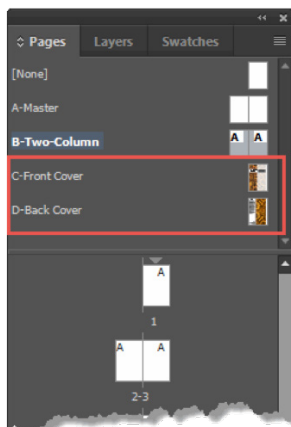 Pages Layers Swatches
[None]
A-Master
B-Two-Column A A
C-Front Cover
D-Back Cover
A
1
A A
2-3